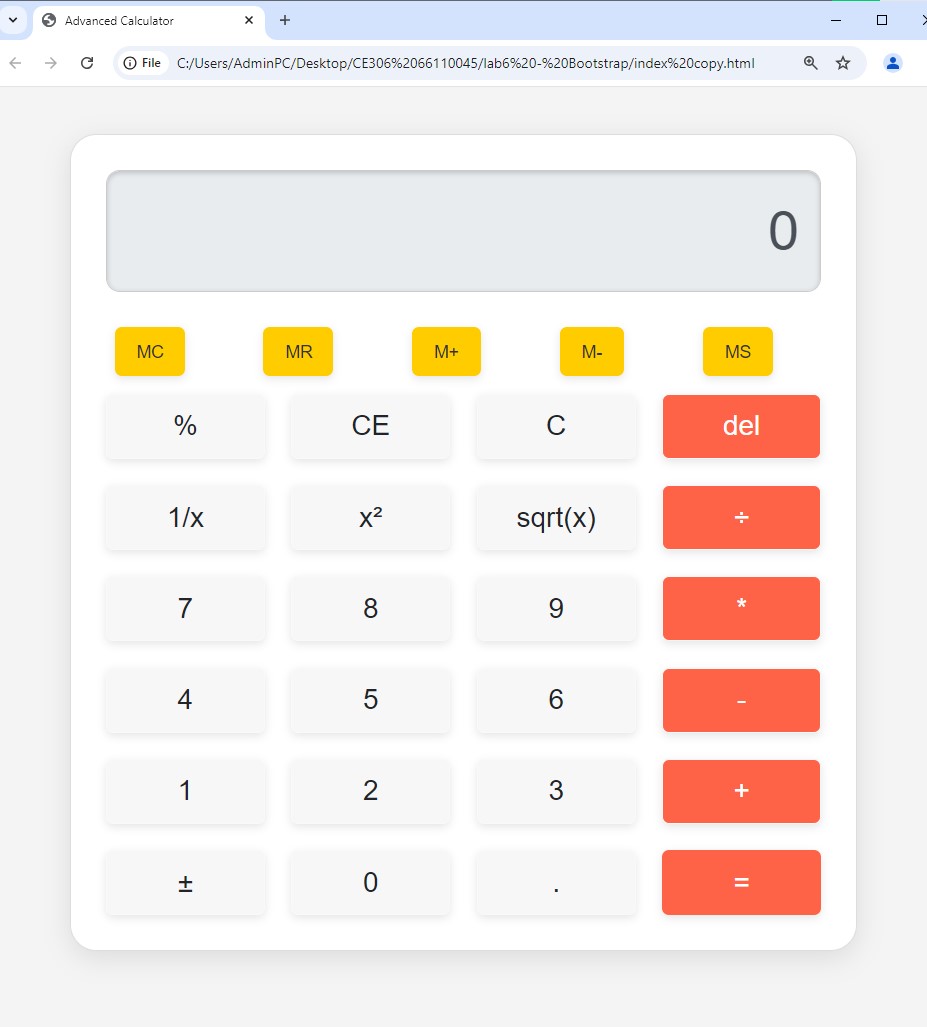 Advanced Calculator
File C:/Users/AdminPC/Desktop/CE306%2066110045/lab6%20-%20Bootstrap/index%20copy.html
0
MC MR M+ M- MS
% CE C del
1/x x² sqrt(x) ÷
7 8 9 *
4 5 6 -
1 2 3 +
± 0 . =